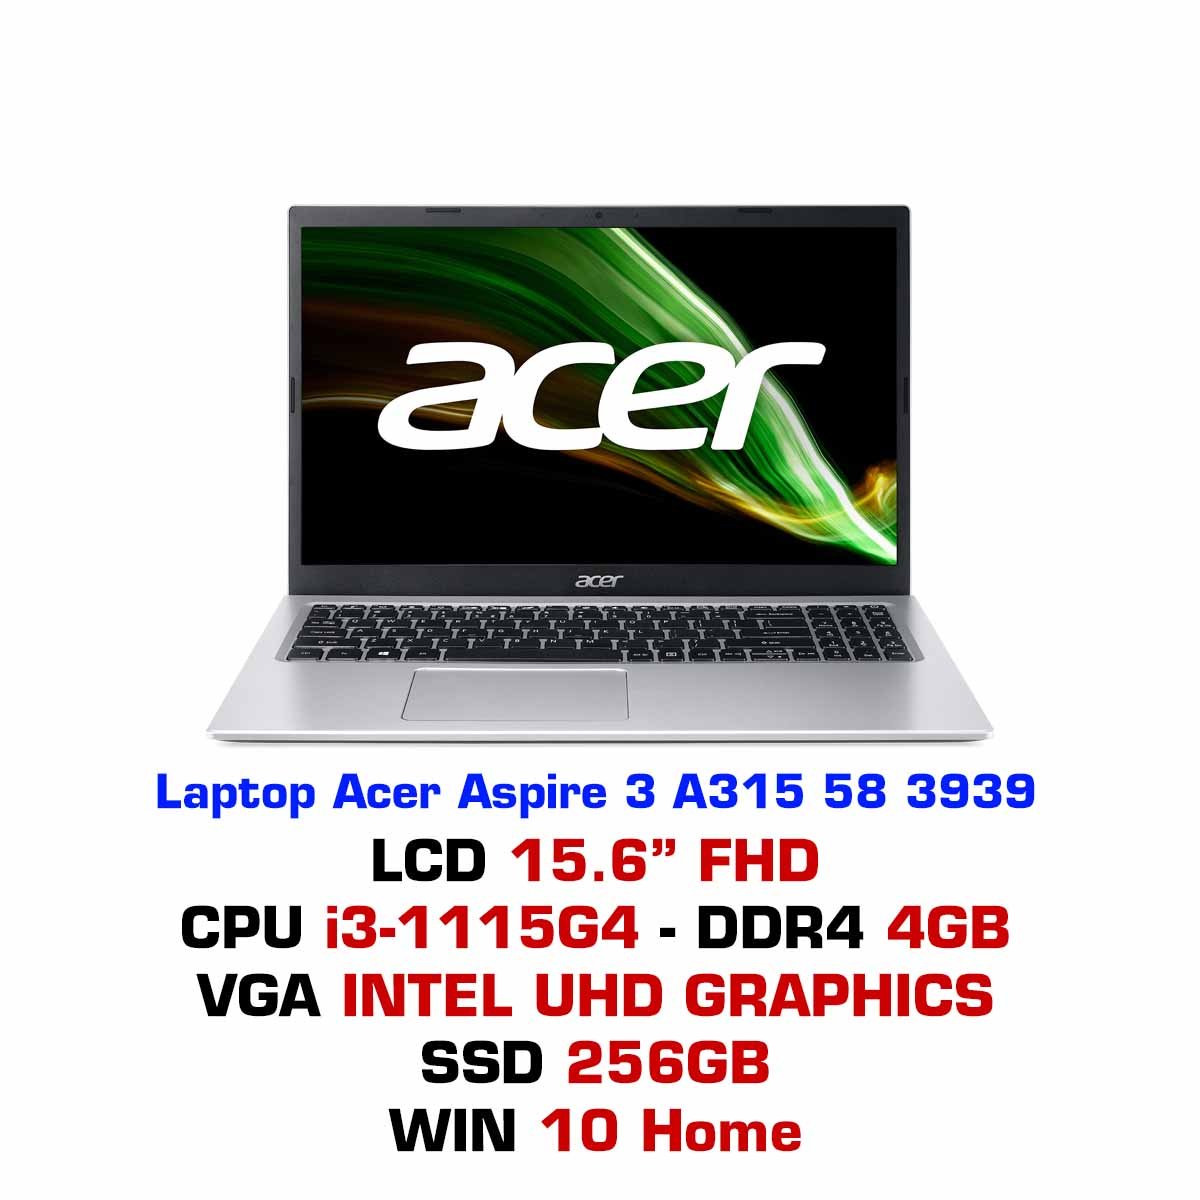 acer
acer
Laptop Acer Aspire 3 A315 58 3939
LCD 15.6” FHD
CPU i3-1115G4 - DDR4 4GB
VGA INTEL UHD GRAPHICS
SSD 256GB
WIN 10 Home